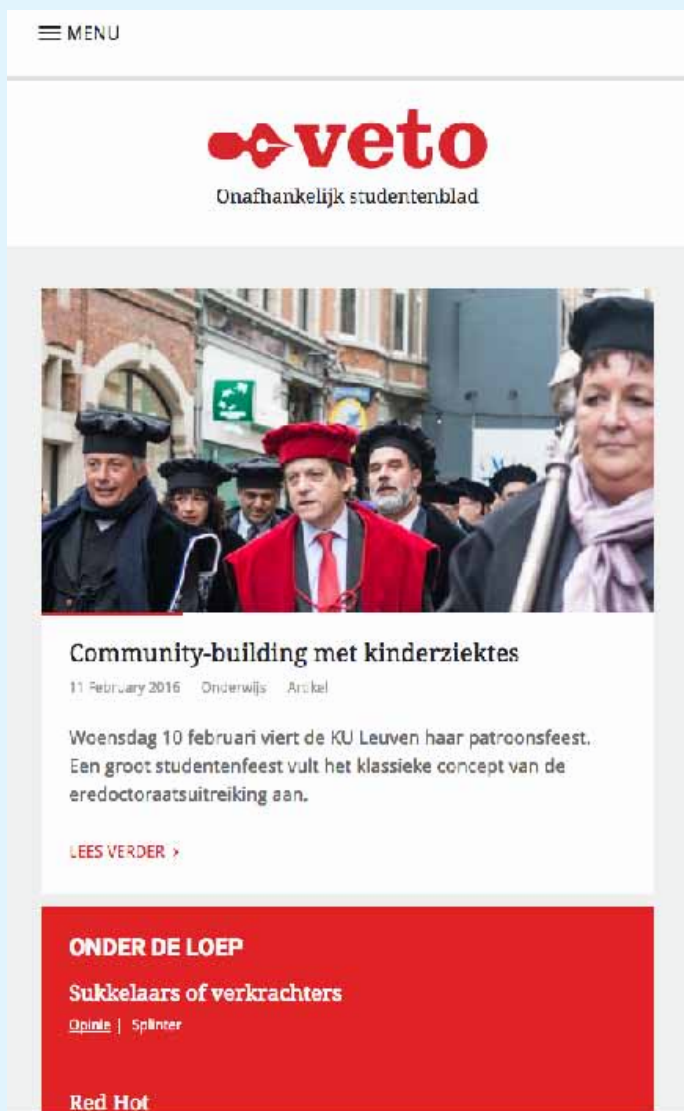 MENU
veto
Onafhankelijk studentenblad
Community-building met kinderziektes
11 February 2016 Onderwijs Artikel
Woensdag 10 februari viert de KU Leuven haar patroonsfeest.
Een groot studentenfeest vult het klassieke concept van de
eredoctoraatsuitreiking aan.
LEES VERDER >
ONDER DE LOEP
Sukkelaars of verkrachters
Opinie | Splinter
Red Hot